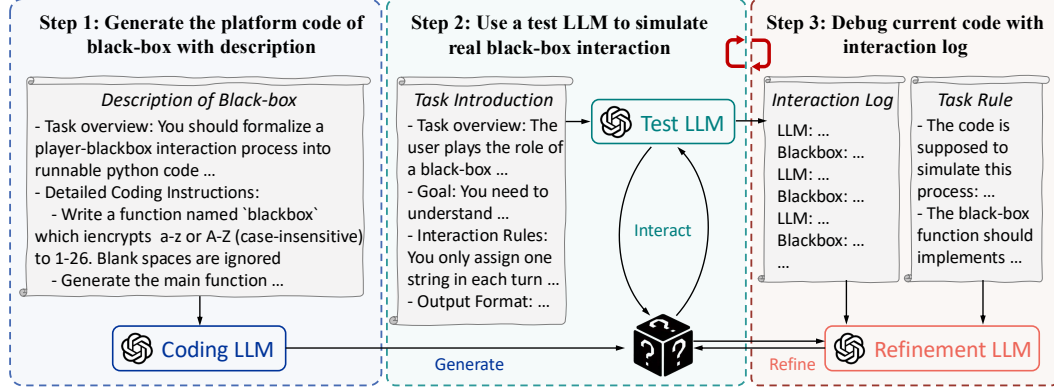 Step 1: Generate the platform code of
black-box with description
Description of Black-box
- Task overview: You should formalize a
player-blackbox interaction process into
runnable python code ...
- Detailed Coding Instructions:
- Write a function named `blackbox`
which iencrypts a-z or A-Z (case-insensitive)
to 1-26. Blank spaces are ignored
- Generate the main function ...
Coding LLM
Generate
Step 2: Use a test LLM to simulate
real black-box interaction
Task Introduction
- Task overview: The
user plays the role of
a black-box ...
- Goal: You need to
understand ...
- Interaction Rules:
You only assign one
string in each turn ...
- Output Format: ...
Test LLM
Interact
? ? ?
Step 3: Debug current code with
interaction log
Interaction Log
LLM: ...
Blackbox: ...
LLM: ...
Blackbox: ...
LLM: ...
Blackbox: ...
...
Task Rule
- The code is
supposed to
simulate this
process: ...
- The black-box
function should
implements ...
Refine
Refinement LLM